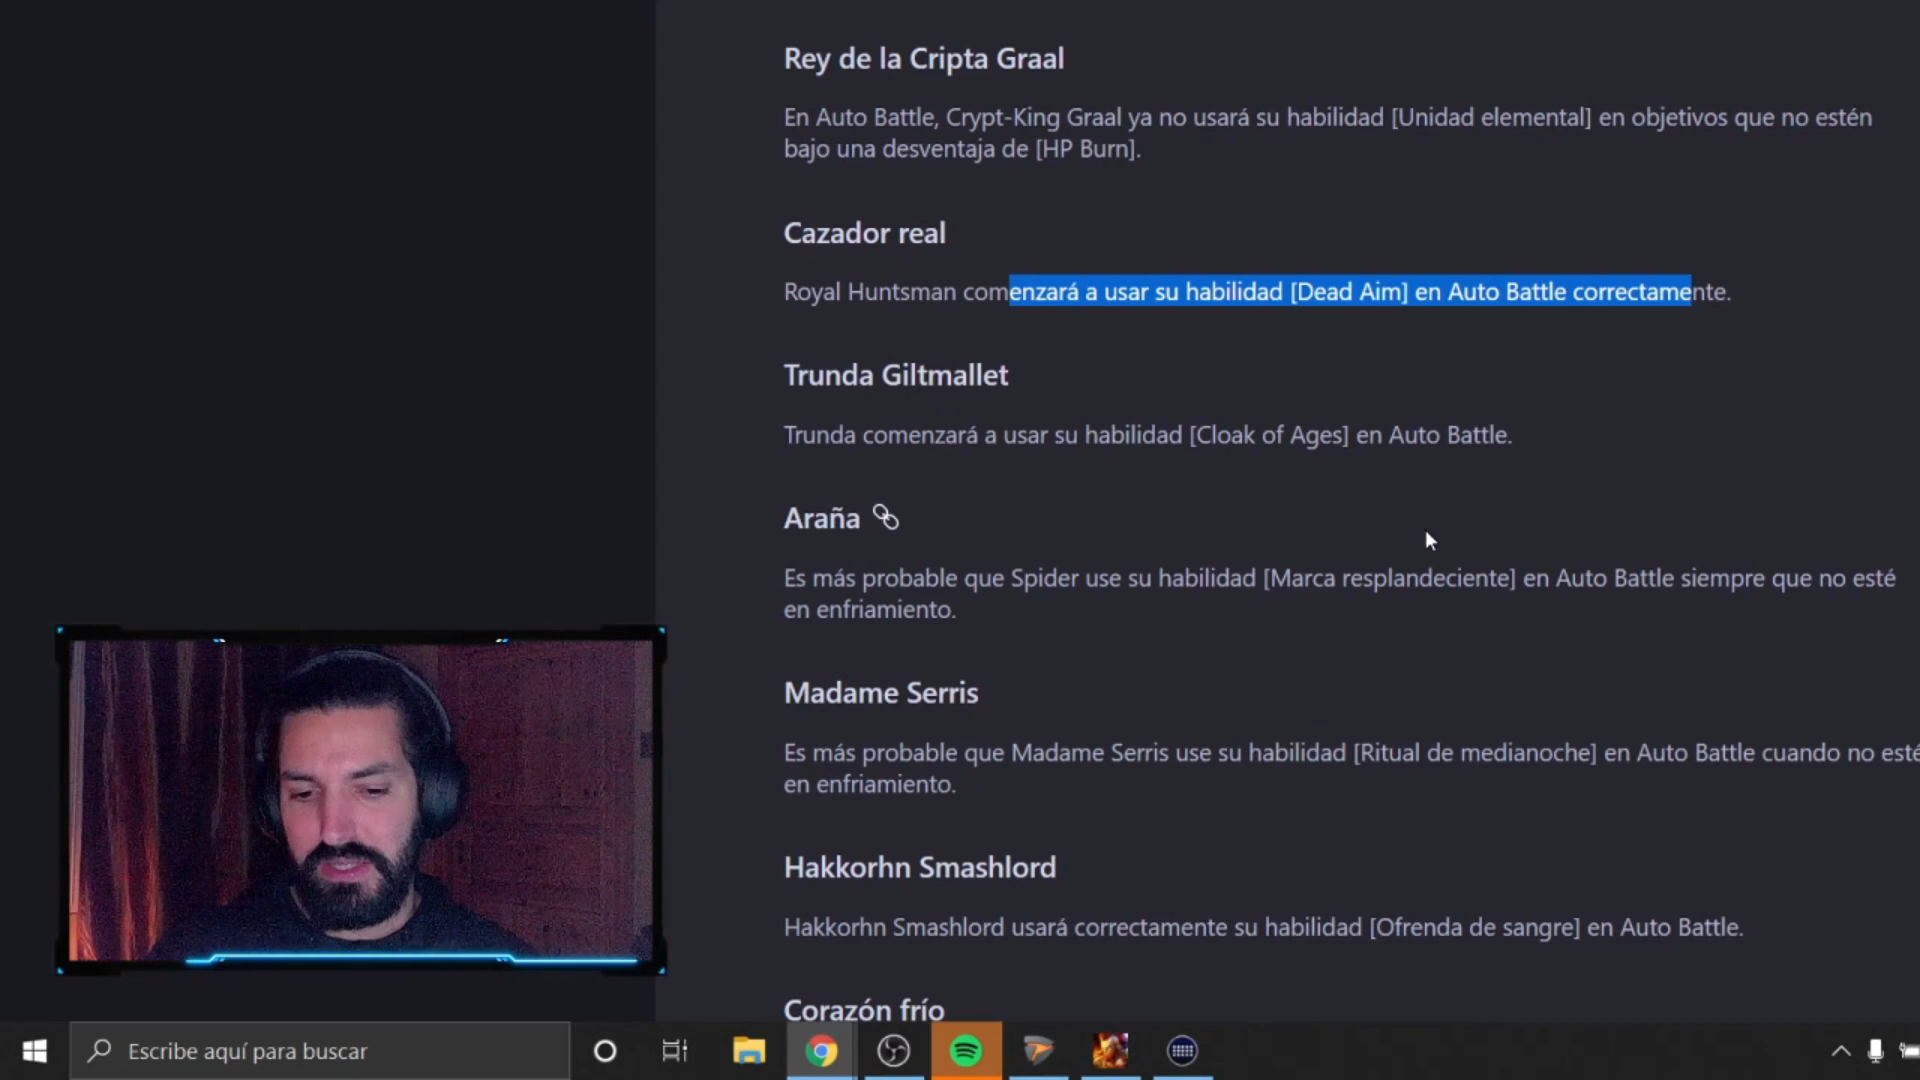 Rey de la Cripta Graal
En Auto Battle, Crypt-King Graal ya no usará su habilidad [Unidad elemental] en objetivos que no estén
bajo una desventaja de [HP Burn].
Cazador real
Royal Huntsman comenzará a usar su habilidad [Dead Aim] en Auto Battle correctamente.
Trunda Giltmallet
Trunda comenzará a usar su habilidad [Cloak of Ages] en Auto Battle.
Araña
Es más probable que Spider use su habilidad [Marca resplandeciente] en Auto Battle siempre que no esté
en enfriamiento.
Madame Serris
Es más probable que Madame Serris use su habilidad [Ritual de medianoche] en Auto Battle cuando no esté
en enfriamiento.
Hakkorhn Smashlord
Hakkorhn Smashlord usará correctamente su habilidad [Ofrenda de sangre] en Auto Battle.
Corazón frío
Escribe aquí para buscar